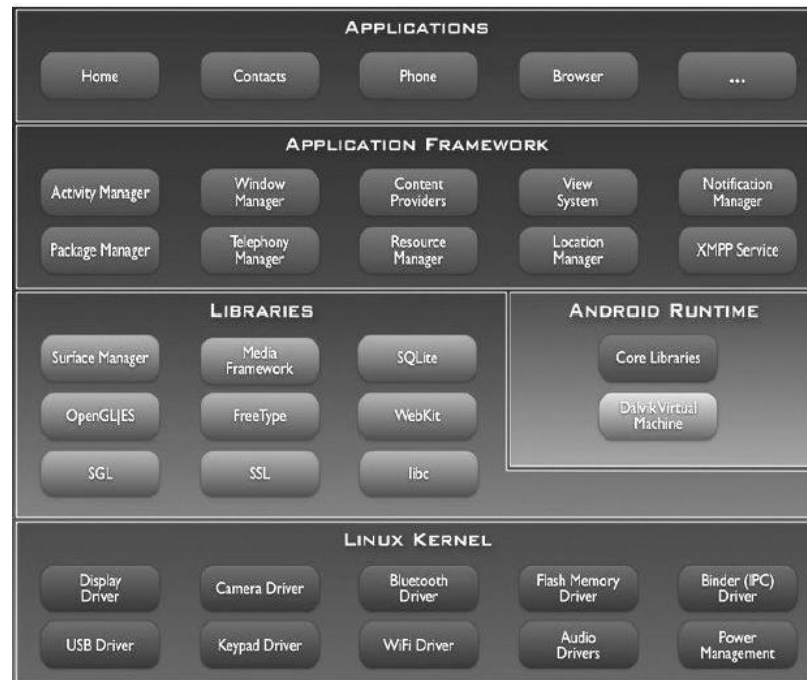 APPLICATIONS
Home
Contacts
Phone
Browser
...
APPLICATION FRAMEWORK
Activity Manager
Window
Manager
Content
Providers
View
System
Notification
Manager
Package Manager
Telephony
Manager
Resource
Manager
Location
Manager
XMPP Service
LIBRARIES
Surface Manager
Media
Framework
SQLite
OpenGL|ES
FreeType
WebKit
SGL
SSL
libc
ANDROID RUNTIME
Core Libraries
Dalvik Virtual
Machine
LINUX KERNEL
Display
Driver
Camera Driver
Bluetooth
Driver
Flash Memory
Driver
Binder (IPC)
Driver
USB Driver
Keypad Driver
WiFi Driver
Audio
Drivers
Power
Management